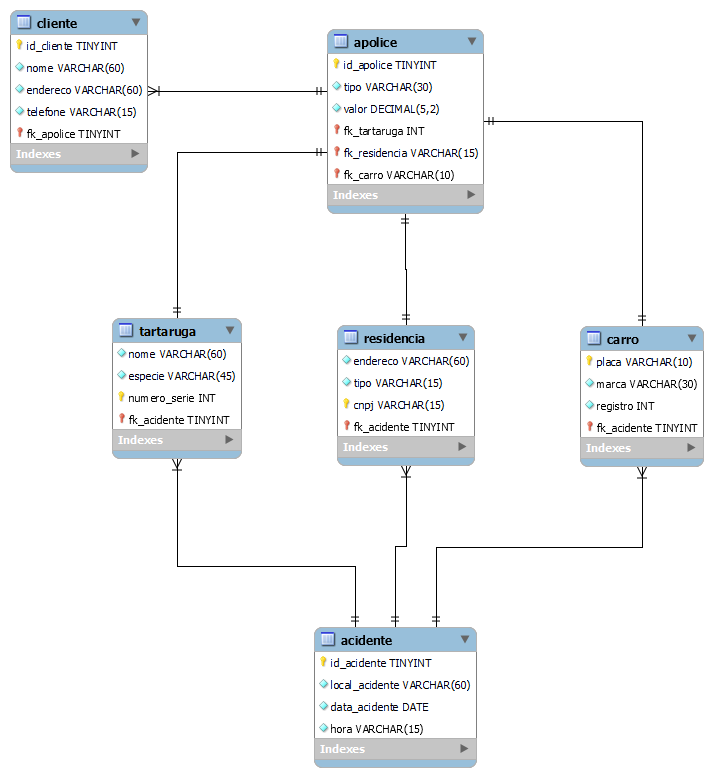 cliente
id_cliente TINYINT
nome VARCHAR(60)
endereco VARCHAR(60)
telefone VARCHAR(15)
fk_apolice TINYINT
Indexes
apolice
id_apolice TINYINT
tipo VARCHAR(30)
valor DECIMAL(5,2)
fk_tartaruga INT
fk_residencia VARCHAR(15)
fk_carro VARCHAR(10)
Indexes
tartaruga
nome VARCHAR(60)
especie VARCHAR(45)
numero_serie INT
fk_acidente TINYINT
Indexes
residencia
endereco VARCHAR(60)
tipo VARCHAR(15)
cnpj VARCHAR(15)
fk_acidente TINYINT
Indexes
carro
placa VARCHAR(10)
marca VARCHAR(30)
registro INT
fk_acidente TINYINT
Indexes
acidente
id_acidente TINYINT
local_acidente VARCHAR(60)
data_acidente DATE
hora VARCHAR(15)
Indexes